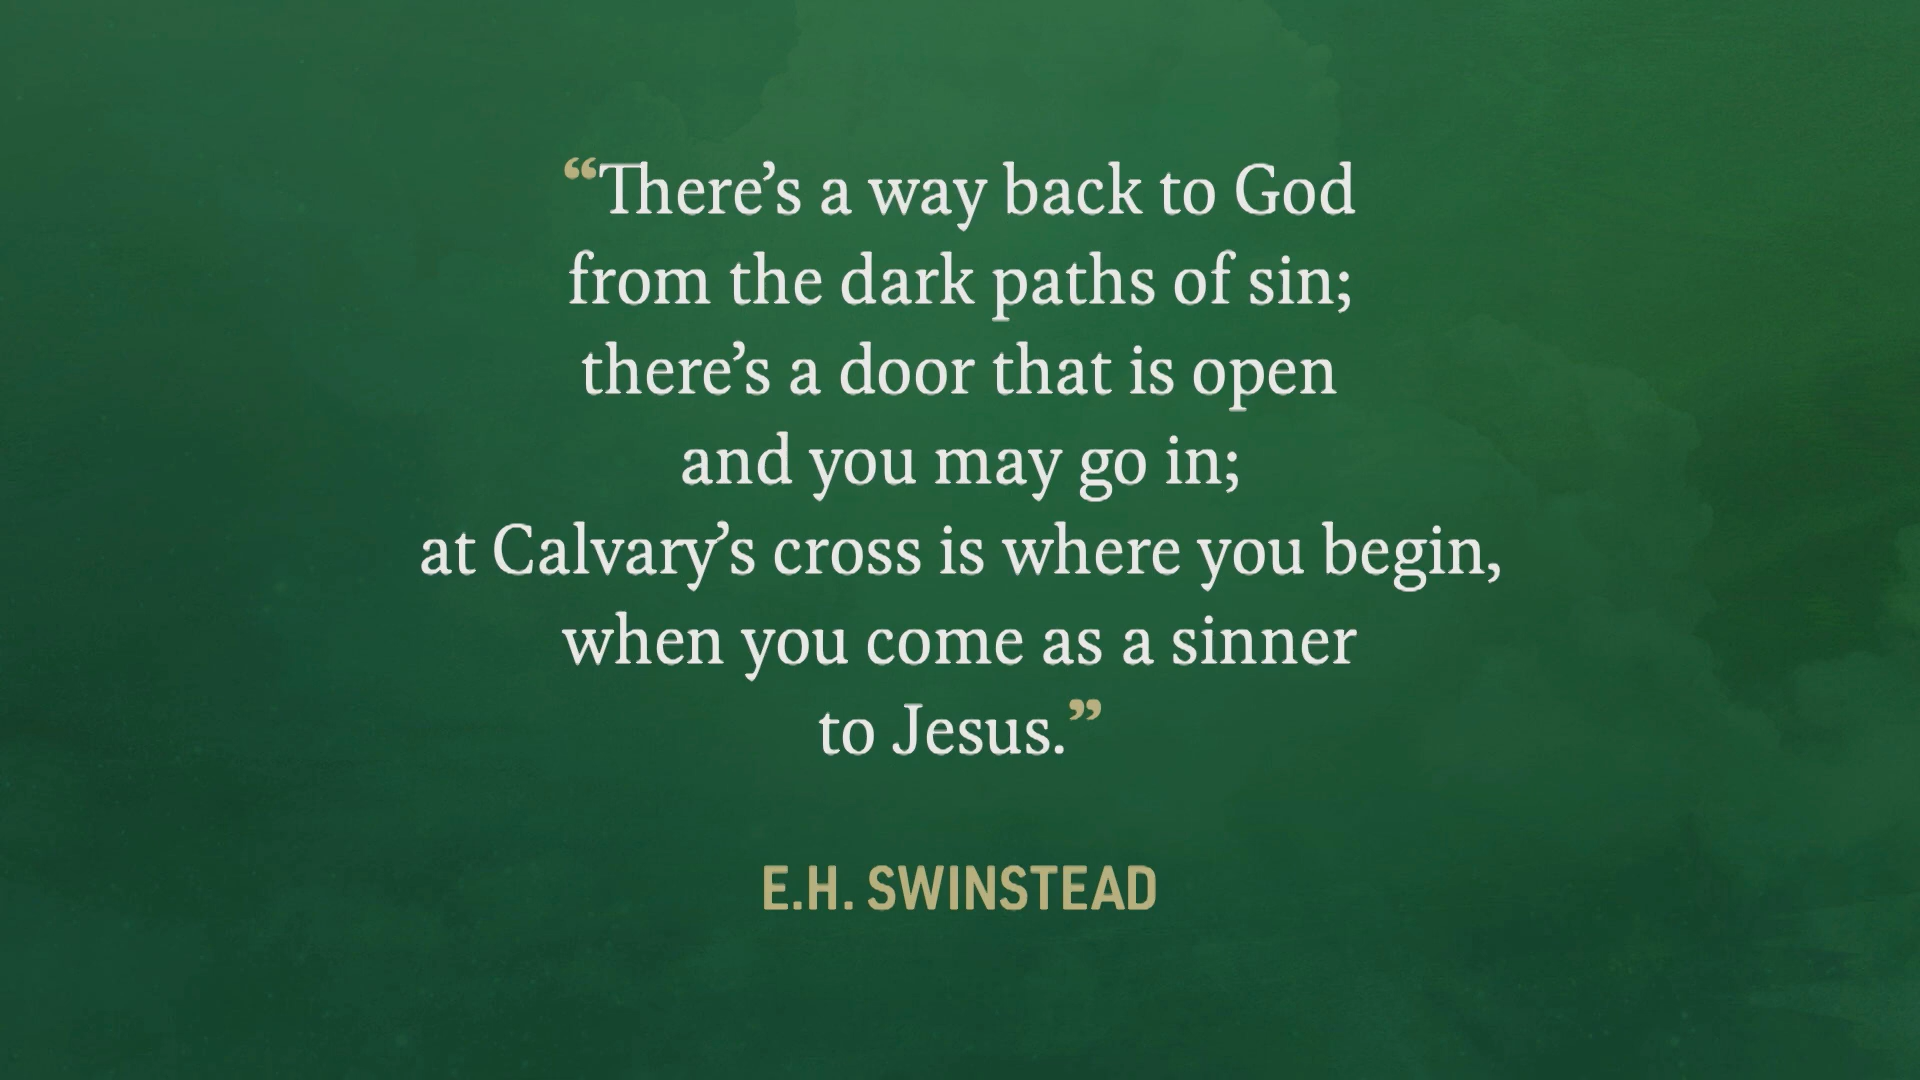 “There’s a way back to God
from the dark paths of sin;
there’s a door that is open
and you may go in;
at Calvary’s cross is where you begin,
when you come as a sinner
to Jesus.”
E.H. SWINSTEAD